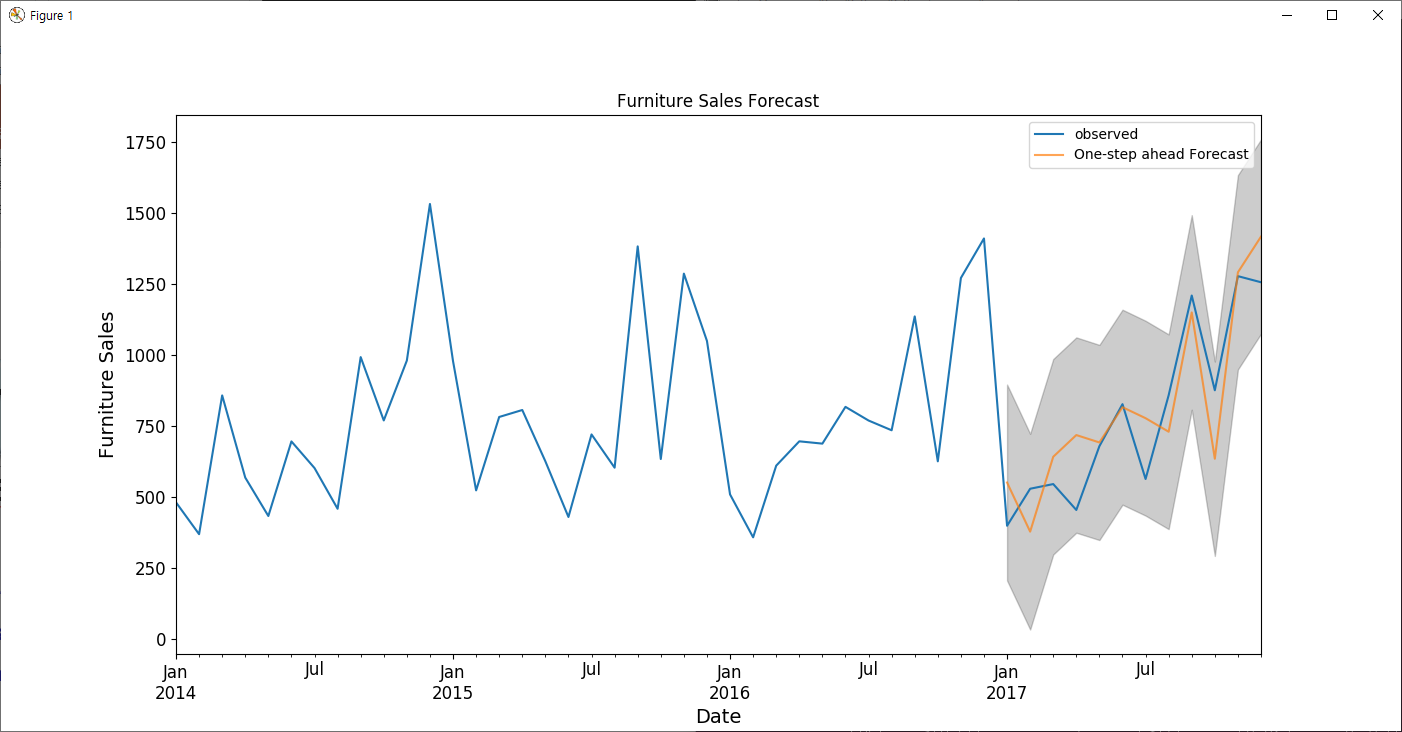 Figure 1
Furniture Sales Forecast
observed
One-step ahead Forecast
1750
1500
1250
1000
750
500
250
0
Furniture Sales
Jan Jul Jan Jul Jan Jul Jan Jul
2014 2015 2016 2017
Date